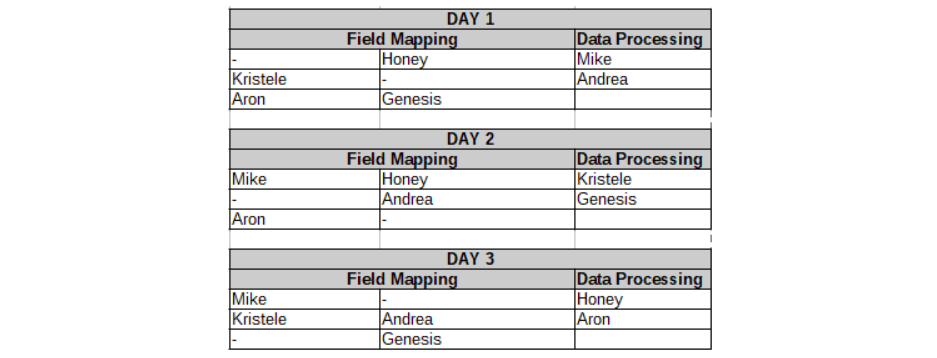 DAY 1
Field Mapping Data Processing
- Honey Mike
Kristele - Andrea
Aron Genesis
DAY 2
Field Mapping Data Processing
Mike Honey Kristele
- Andrea Genesis
Aron -
DAY 3
Field Mapping Data Processing
Mike - Honey
Kristele Andrea Aron
- Genesis